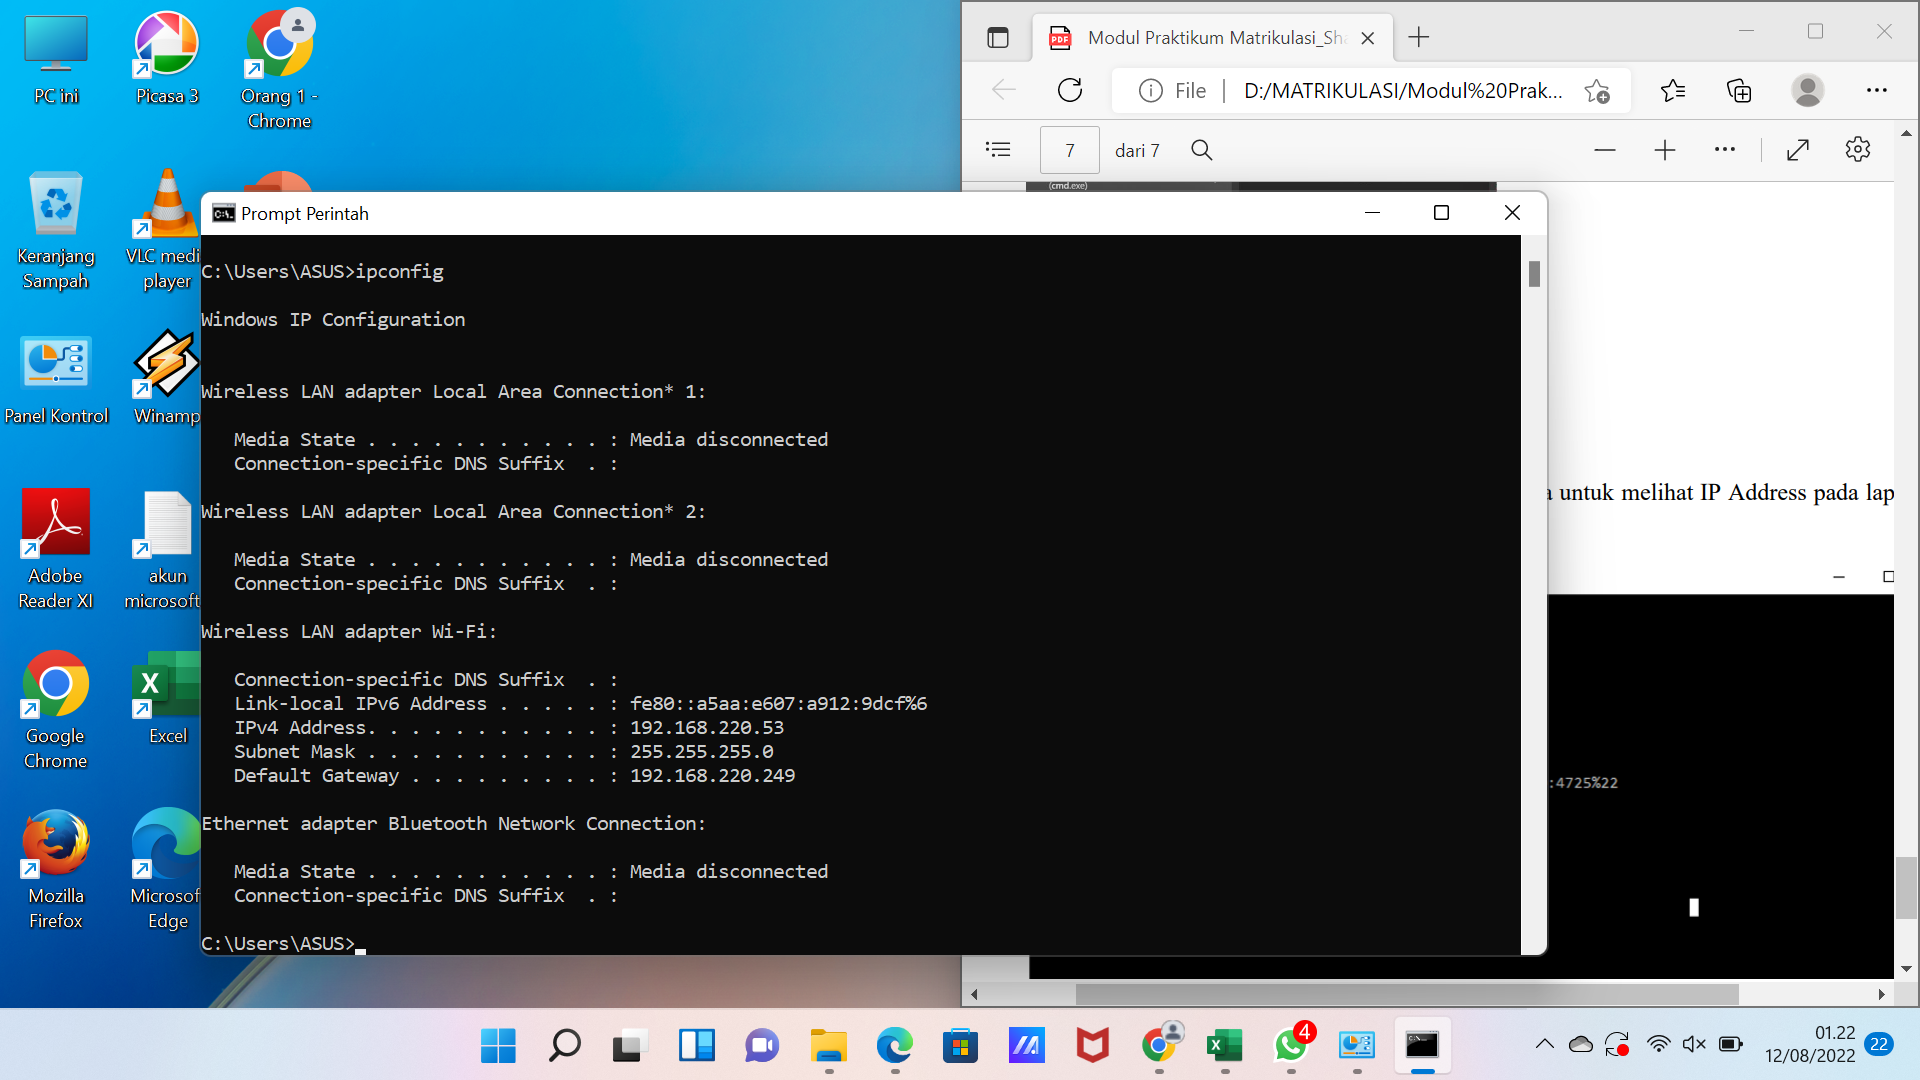 PC ini
Picasa 3
Orang 1 -
Chrome
Keranjang
Sampah
VLC medi
player
Panel Kontrol
Winamp
Adobe
Reader XI
akun
microsoft
Google
Chrome
Excel
Mozilla
Firefox
Microsof
Edge
Modul Praktikum Matrikulasi_Sha
File
D:/MATRIKULASI/Modul%20Prak...
7
dari 7
(cmd.exe)
Prompt Perintah
C:\Users\ASUS>ipconfig
Windows IP Configuration
Wireless LAN adapter Local Area Connection* 1:
Media State . . . . . . . . . . . : Media disconnected
Connection-specific DNS Suffix  . :
Wireless LAN adapter Local Area Connection* 2:
Media State . . . . . . . . . . . : Media disconnected
Connection-specific DNS Suffix  . :
Wireless LAN adapter Wi-Fi:
Connection-specific DNS Suffix  . :
Link-local IPv6 Address . . . . . : fe80::a5aa:e607:a912:9dcf%6
IPv4 Address. . . . . . . . . . . : 192.168.220.53
Subnet Mask . . . . . . . . . . . : 255.255.255.0
Default Gateway . . . . . . . . . : 192.168.220.249
Ethernet adapter Bluetooth Network Connection:
Media State . . . . . . . . . . . : Media disconnected
Connection-specific DNS Suffix  . :
C:\Users\ASUS>
a untuk melihat IP Address pada lap
:4725%22
4
01.22
12/08/2022
22